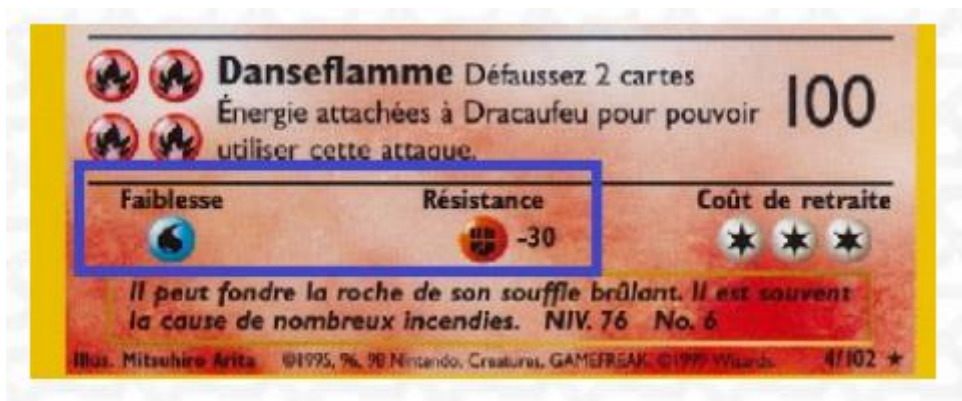 Danseflamme Défaussez 2 cartes
Énergie attachées à Dracaufeu pour pouvoir
utiliser cette attaque.
100
Faiblesse Résistance Coût de retraite
-30
Il peut fondre la roche de son souffle brûlant. Il est souvent
la cause de nombreux incendies. NIV. 76 No. 6
Illus. Mitsuhiro Arita ©1995, 96, 98 Nintendo, Creatures, GAMEFREAK. ©1999 Wizards. 4/102 ★